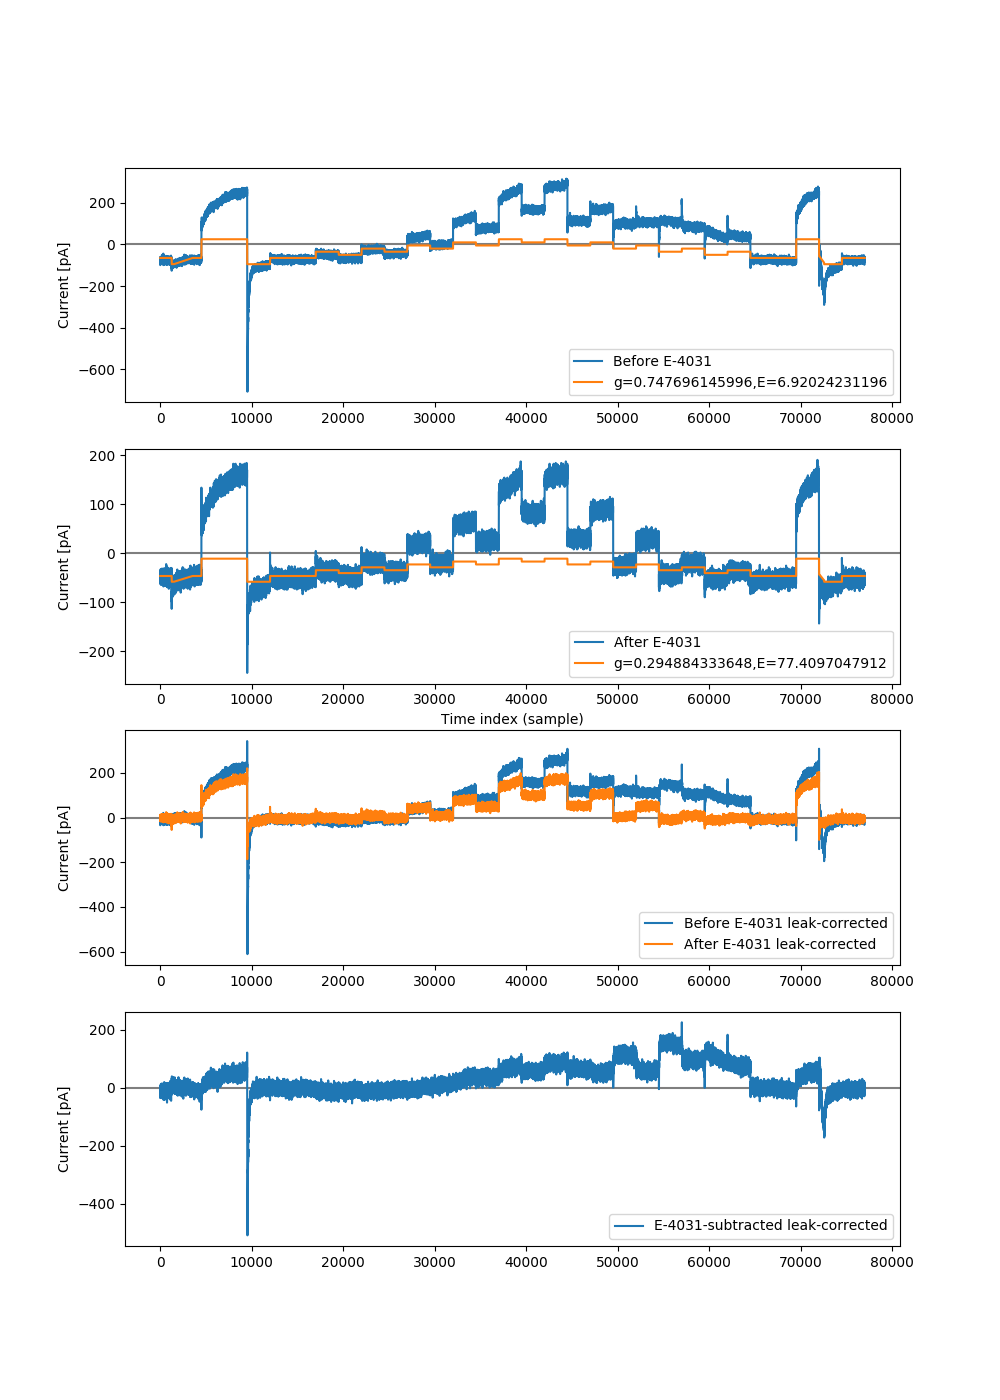 Current [pA]
200
0
−200
−400
−600
0 10000 20000 30000 40000 50000 60000 70000 80000
Before E-4031
g=0.747696145996,E=6.92024231196
Current [pA]
200
100
0
−100
−200
0 10000 20000 30000 40000 50000 60000 70000 80000
Time index (sample)
After E-4031
g=0.294884333648,E=77.4097047912
Current [pA]
200
0
−200
−400
−600
0 10000 20000 30000 40000 50000 60000 70000 80000
Before E-4031 leak-corrected
After E-4031 leak-corrected
Current [pA]
200
0
−200
−400
0 10000 20000 30000 40000 50000 60000 70000 80000
E-4031-subtracted leak-corrected